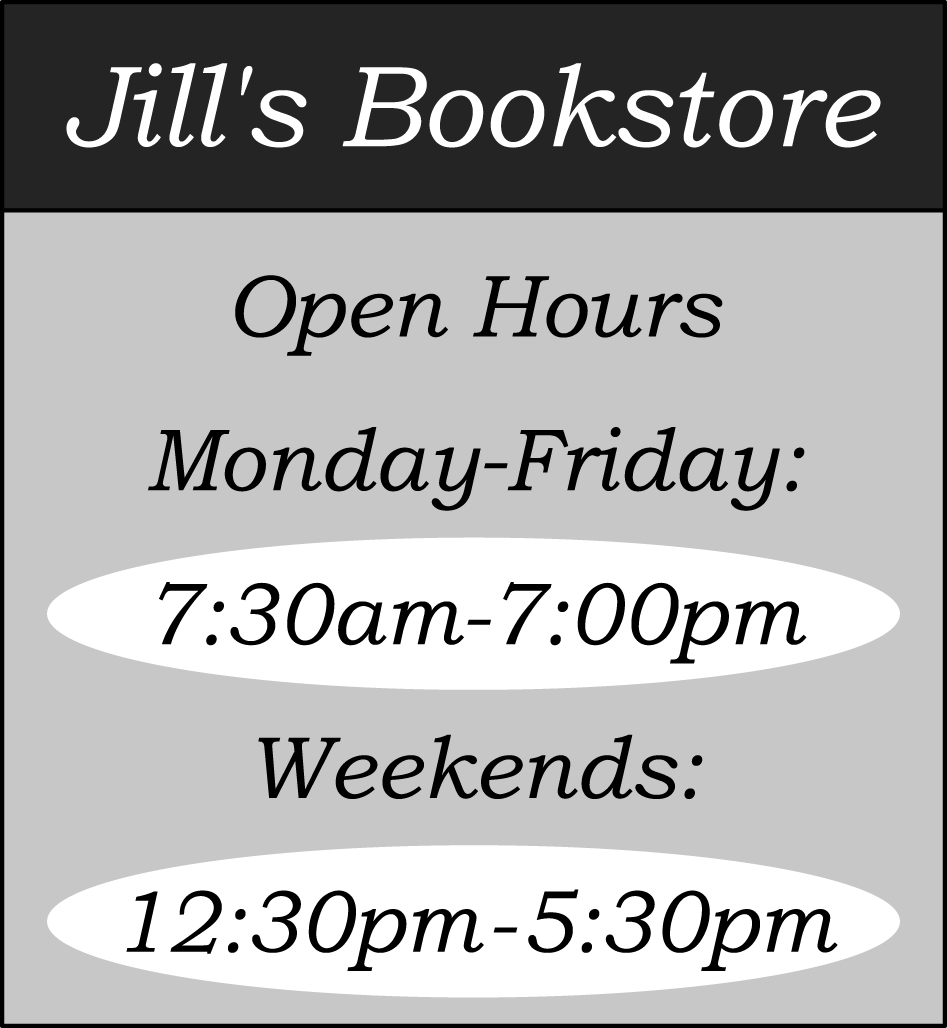 Jill's Bookstore
Open Hours
Monday-Friday:
7:30am-7:00pm
Weekends:
12:30pm-5:30pm